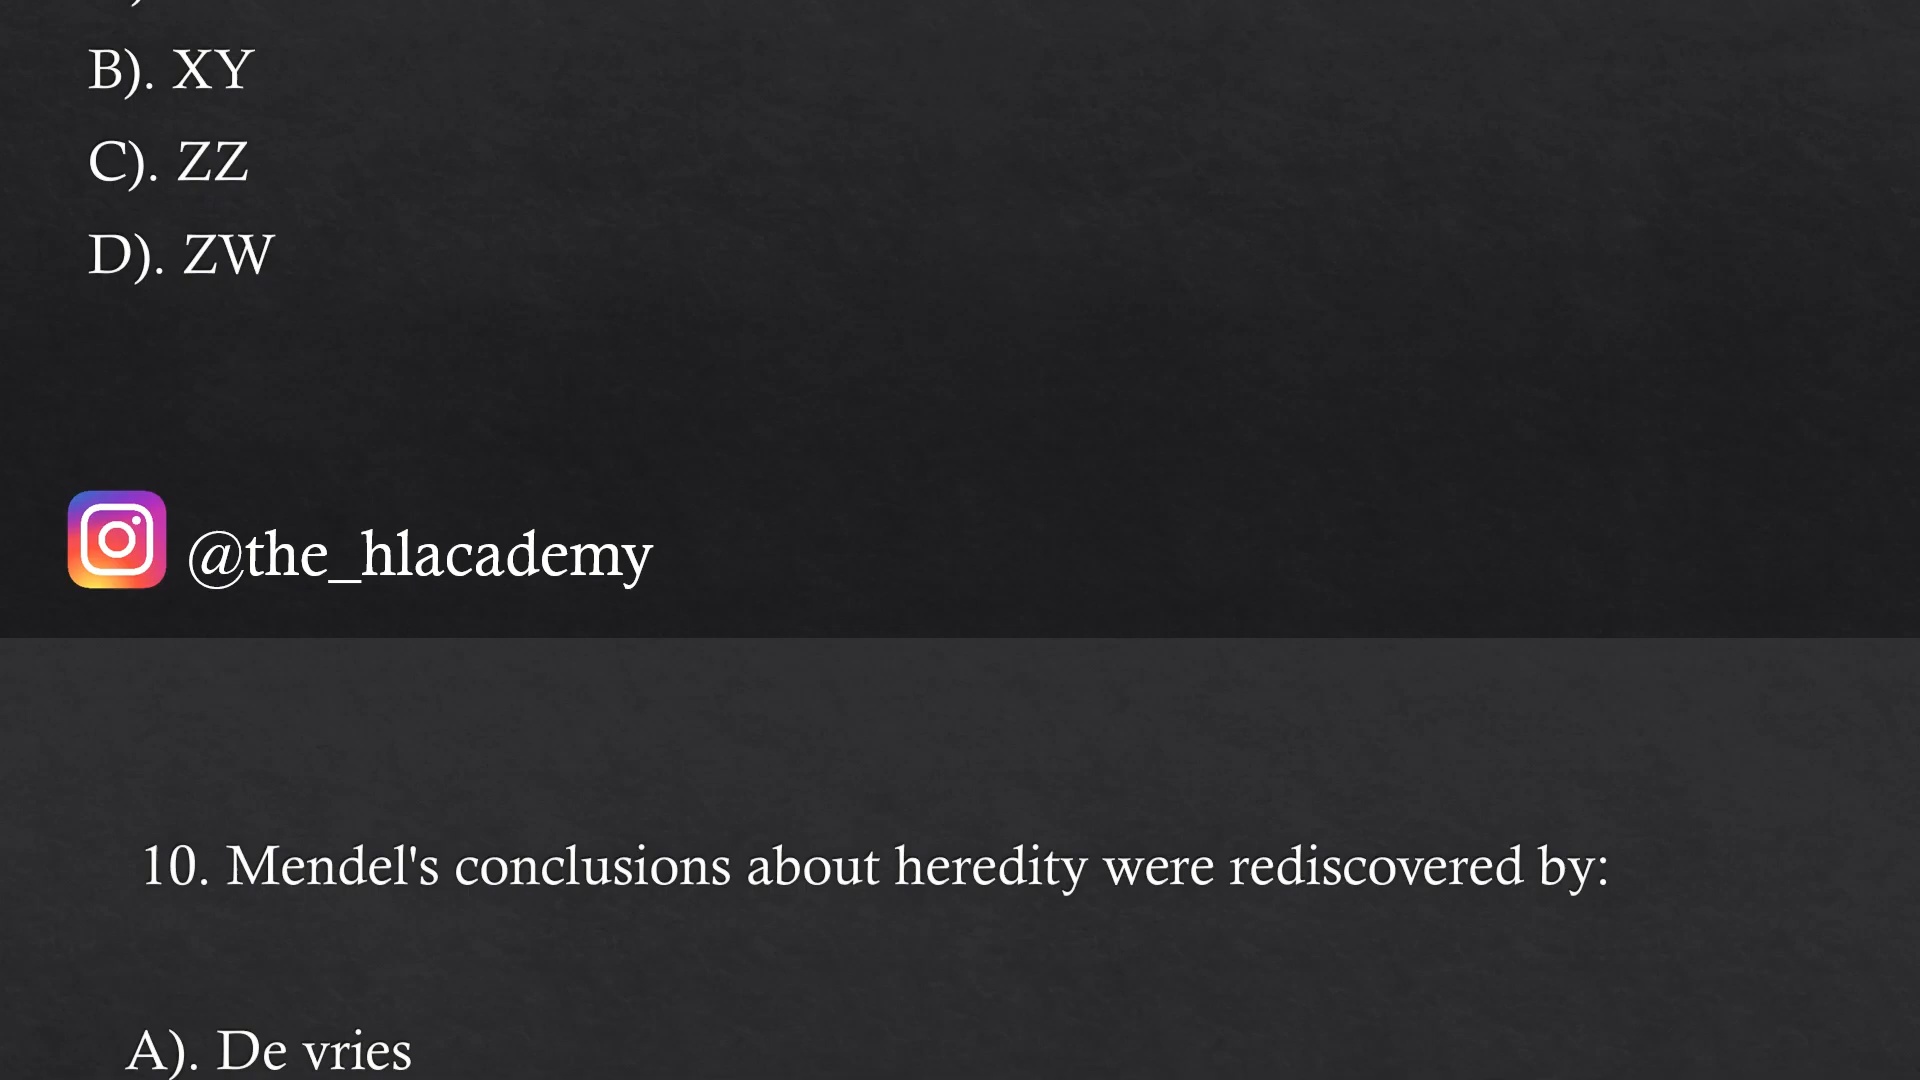 B). XY
C). ZZ
D). ZW
@the_hlacademy
10. Mendel's conclusions about heredity were rediscovered by:
A). De vries